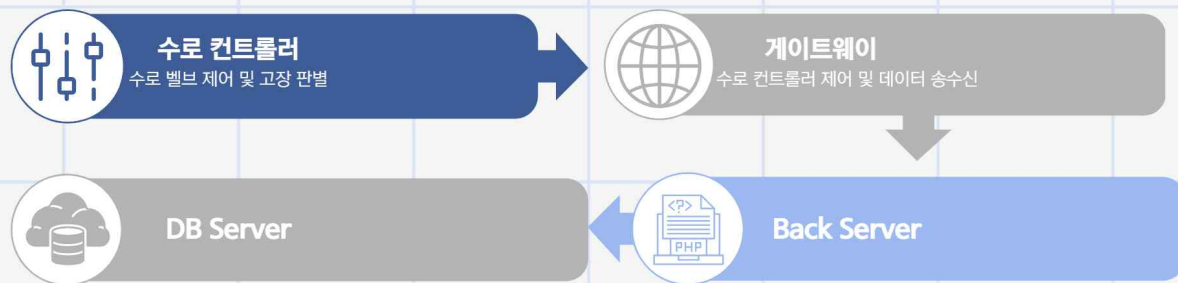 수로 컨트롤러
수로 벨브 제어 및 고장 판별
게이트웨이
수로 컨트롤러 제어 및 데이터 송수신
DB Server
<?>
PHP
Back Server